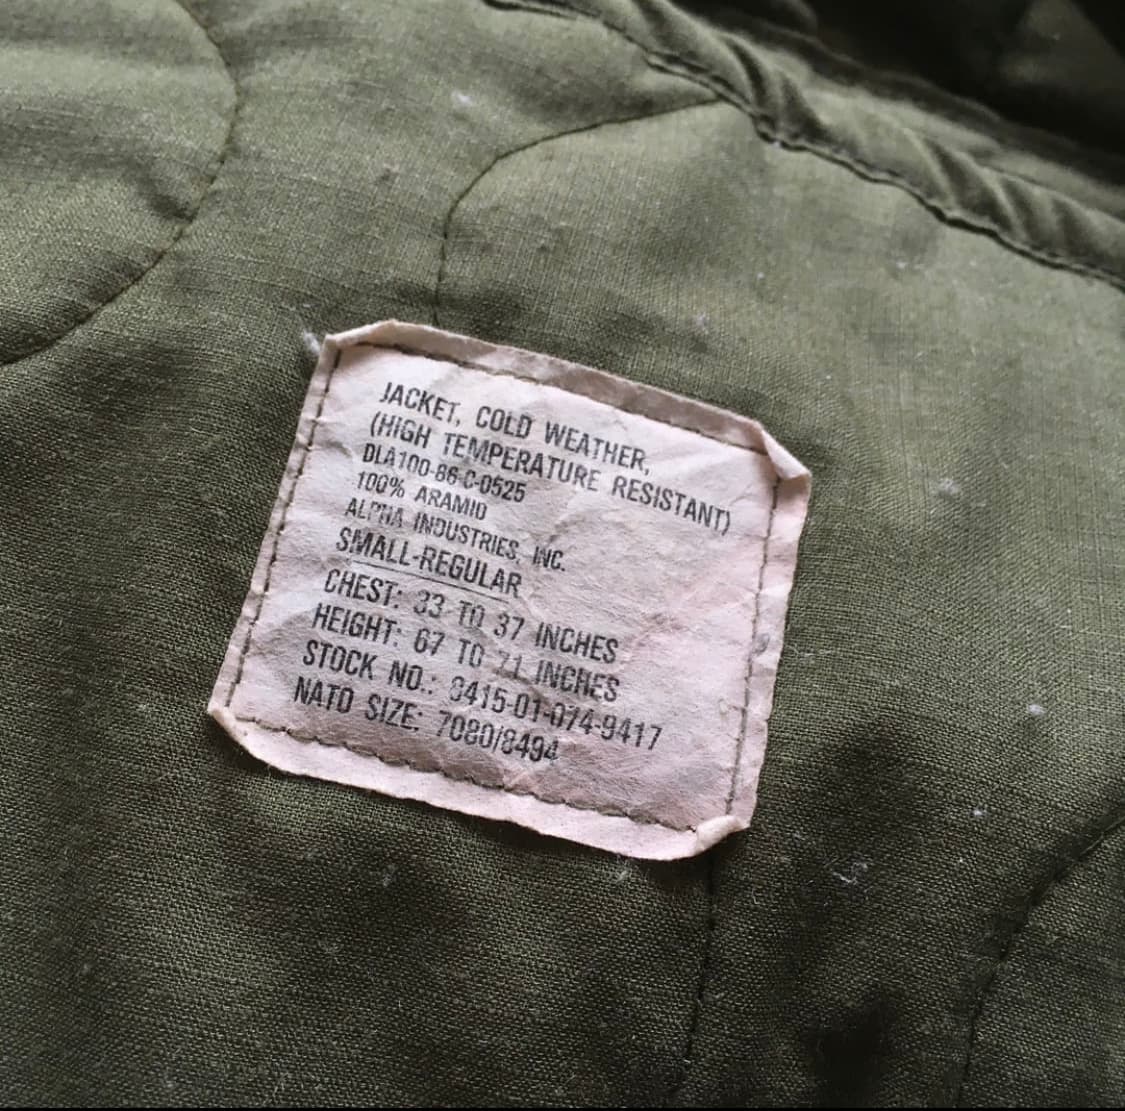 JACKET, COLD WEATHER,
(HIGH TEMPERATURE RESISTANT)
DLA100-86-C-0525
100% ARAMID
ALPHA INDUSTRIES, INC.
SMALL-REGULAR
CHEST: 33 TO 37 INCHES
HEIGHT: 67 TO 71 INCHES
STOCK NO.: 8415-01-074-9417
NATO SIZE: 7080/8494